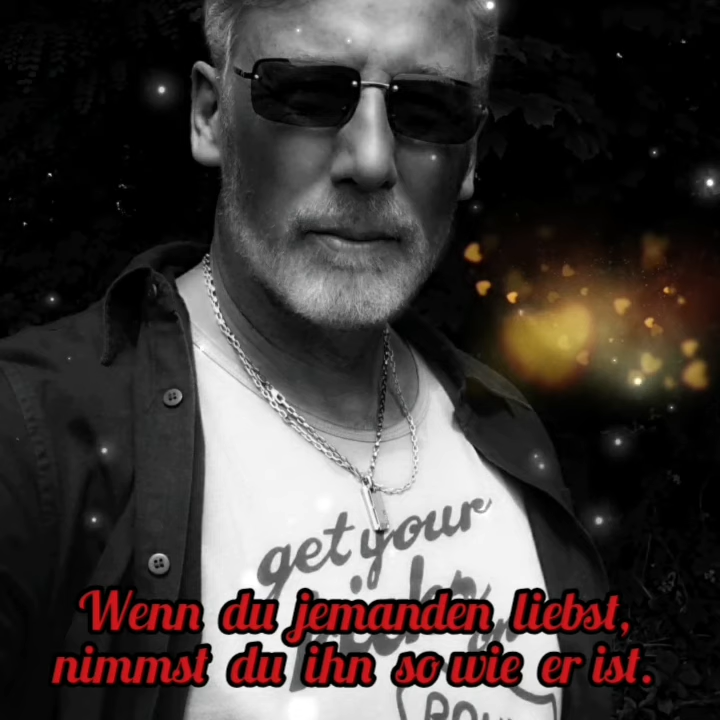 get your
Wenn du jemanden liebst,
nimmst du ihn so wie er ist.